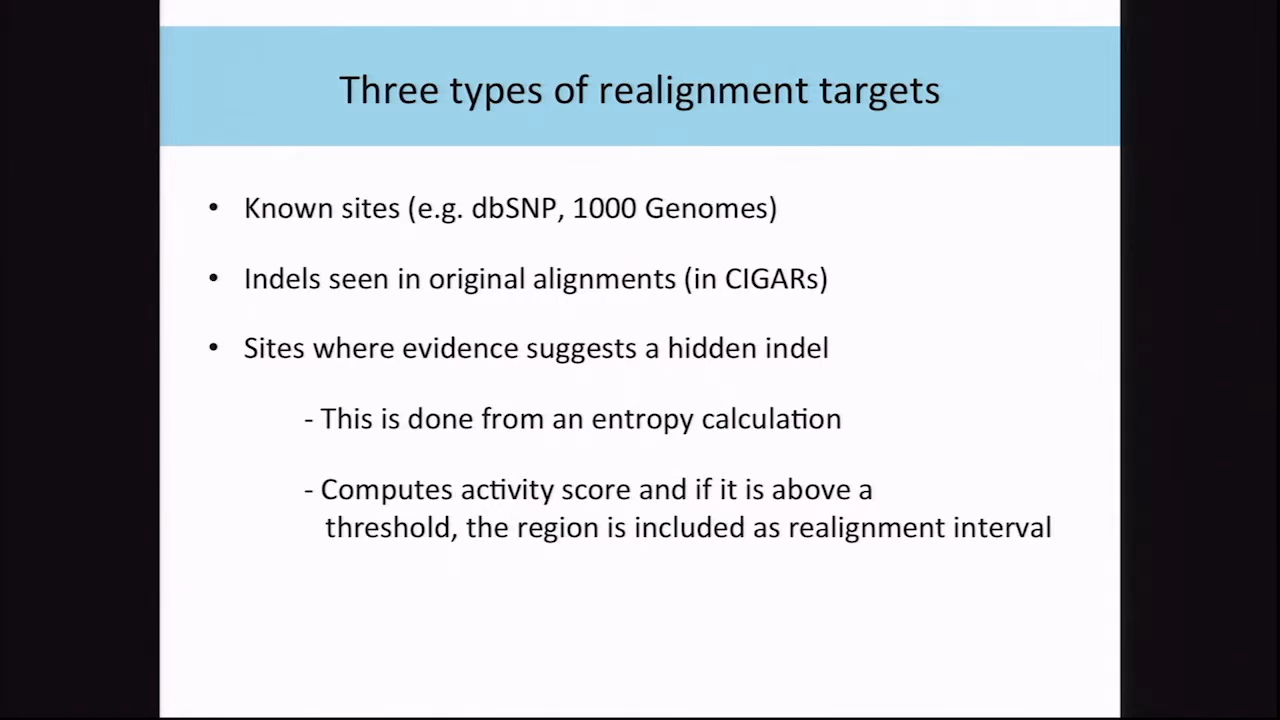 Three types of realignment targets
• Known sites (e.g. dbSNP, 1000 Genomes)
• Indels seen in original alignments (in CIGARs)
• Sites where evidence suggests a hidden indel
- This is done from an entropy calculation
- Computes activity score and if it is above a
threshold, the region is included as realignment interval